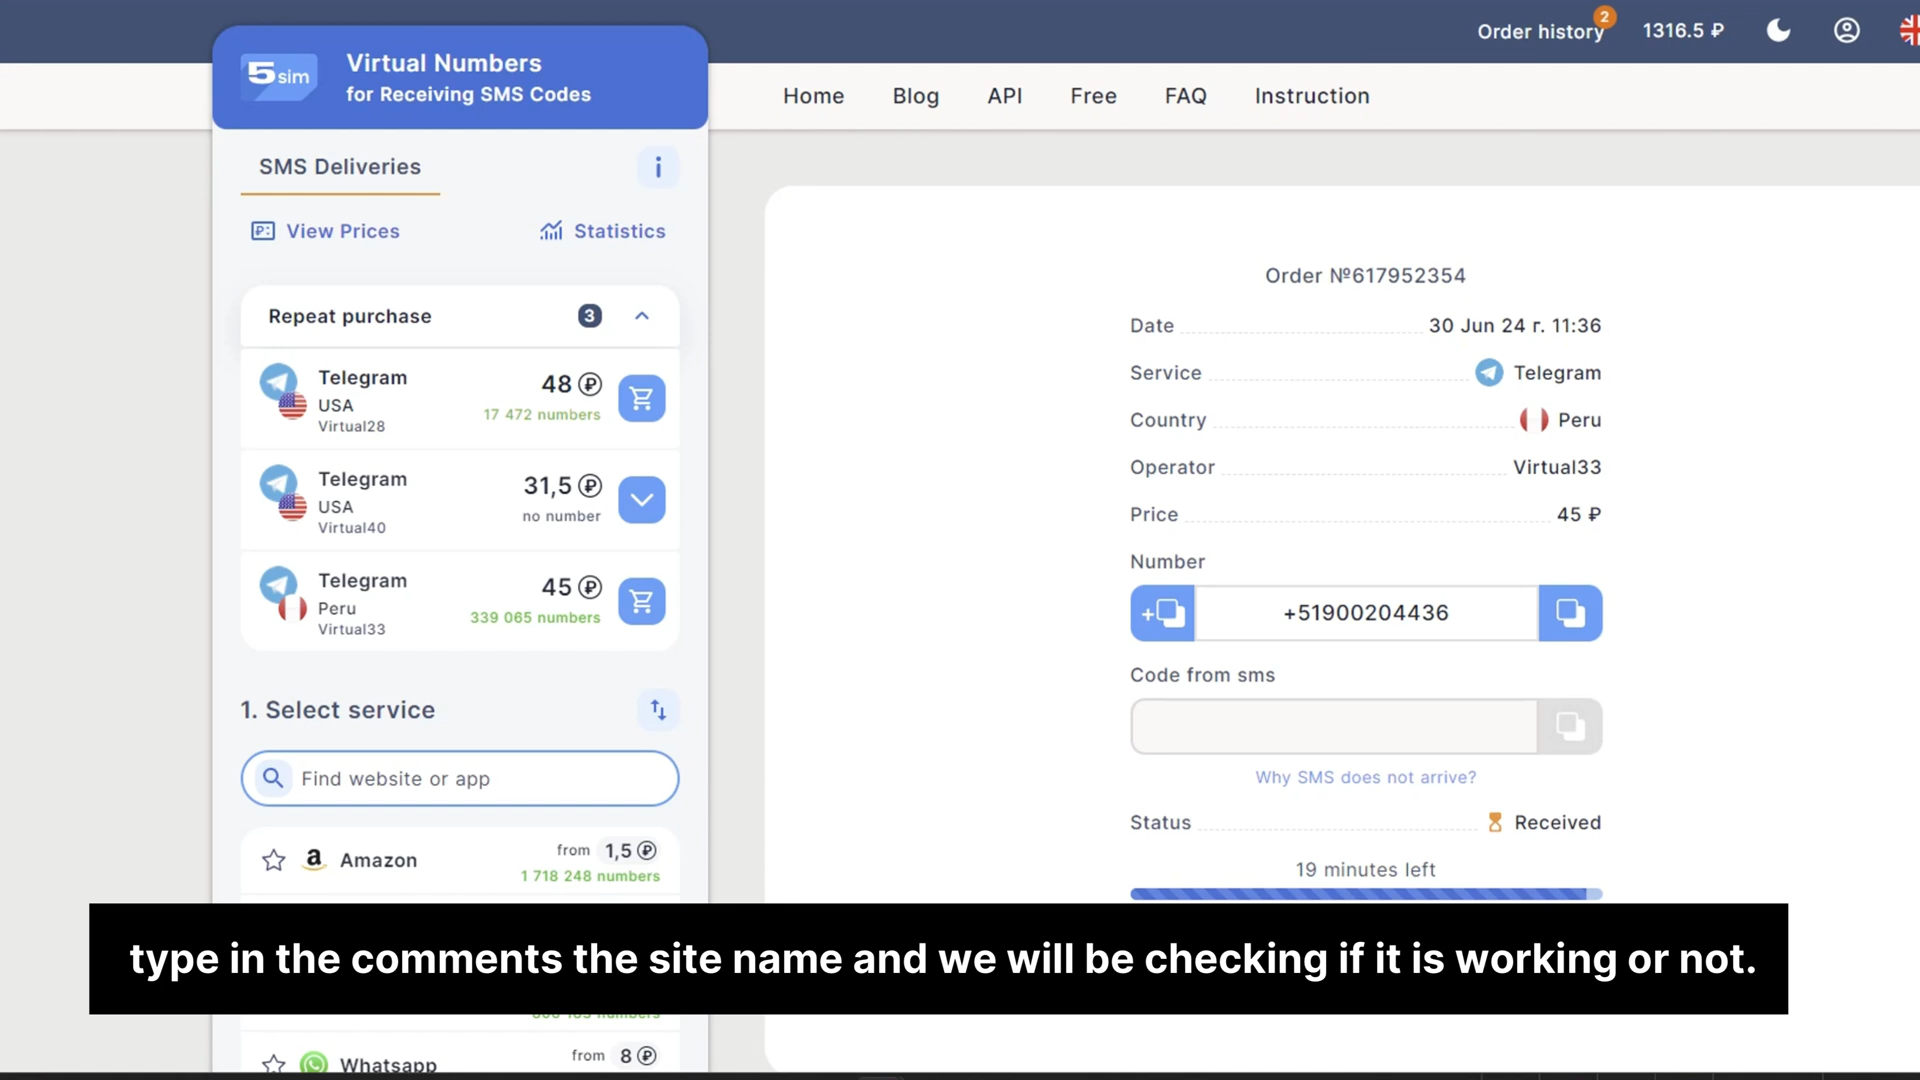 Order history
2
1316.5 ₽
5sim
Virtual Numbers
for Receiving SMS Codes
Home
Blog
API
Free
FAQ
Instruction
SMS Deliveries
i
View Prices
Statistics
Repeat purchase
3
Telegram
USA
Virtual28
48 ₽
17 472 numbers
Telegram
USA
Virtual40
31,5 ₽
no number
Telegram
Peru
Virtual33
45 ₽
339 065 numbers
1. Select service
Find website or app
a Amazon
from 1,5 ₽
1 718 248 numbers
Whatsapp
from 8 ₽
Order №617952354
Date 30 Jun 24 г. 11:36
Service Telegram
Country Peru
Operator Virtual33
Price 45 ₽
Number
+51900204436
Code from sms
Why SMS does not arrive?
Status Received
19 minutes left
type in the comments the site name and we will be checking if it is working or not.